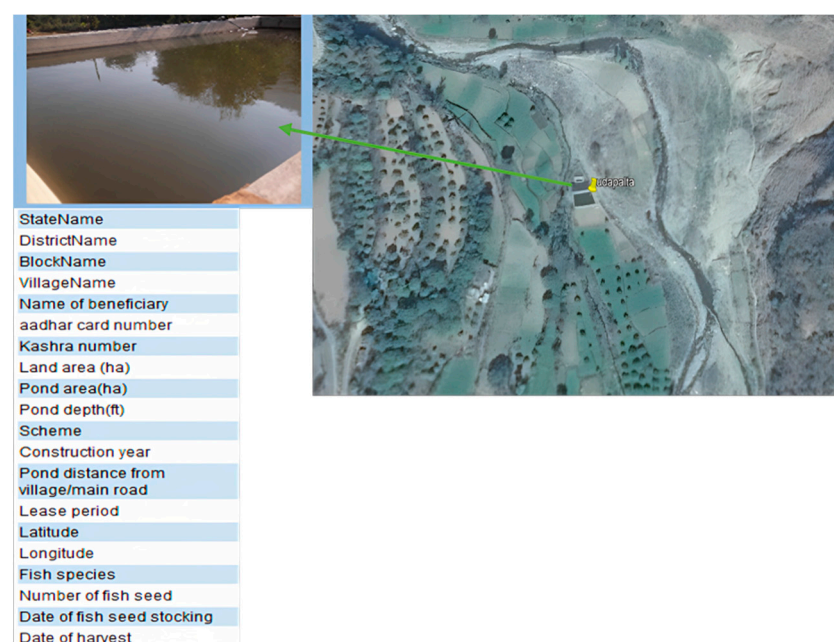 udapalta
StateName
DistrictName
BlockName
VillageName
Name of beneficiary
aadhar card number
Kashra number
Land area (ha)
Pond area(ha)
Pond depth(ft)
Scheme
Construction year
Pond distance from
village/main road
Lease period
Latitude
Longitude
Fish species
Number of fish seed
Date of fish seed stocking
Date of harvest